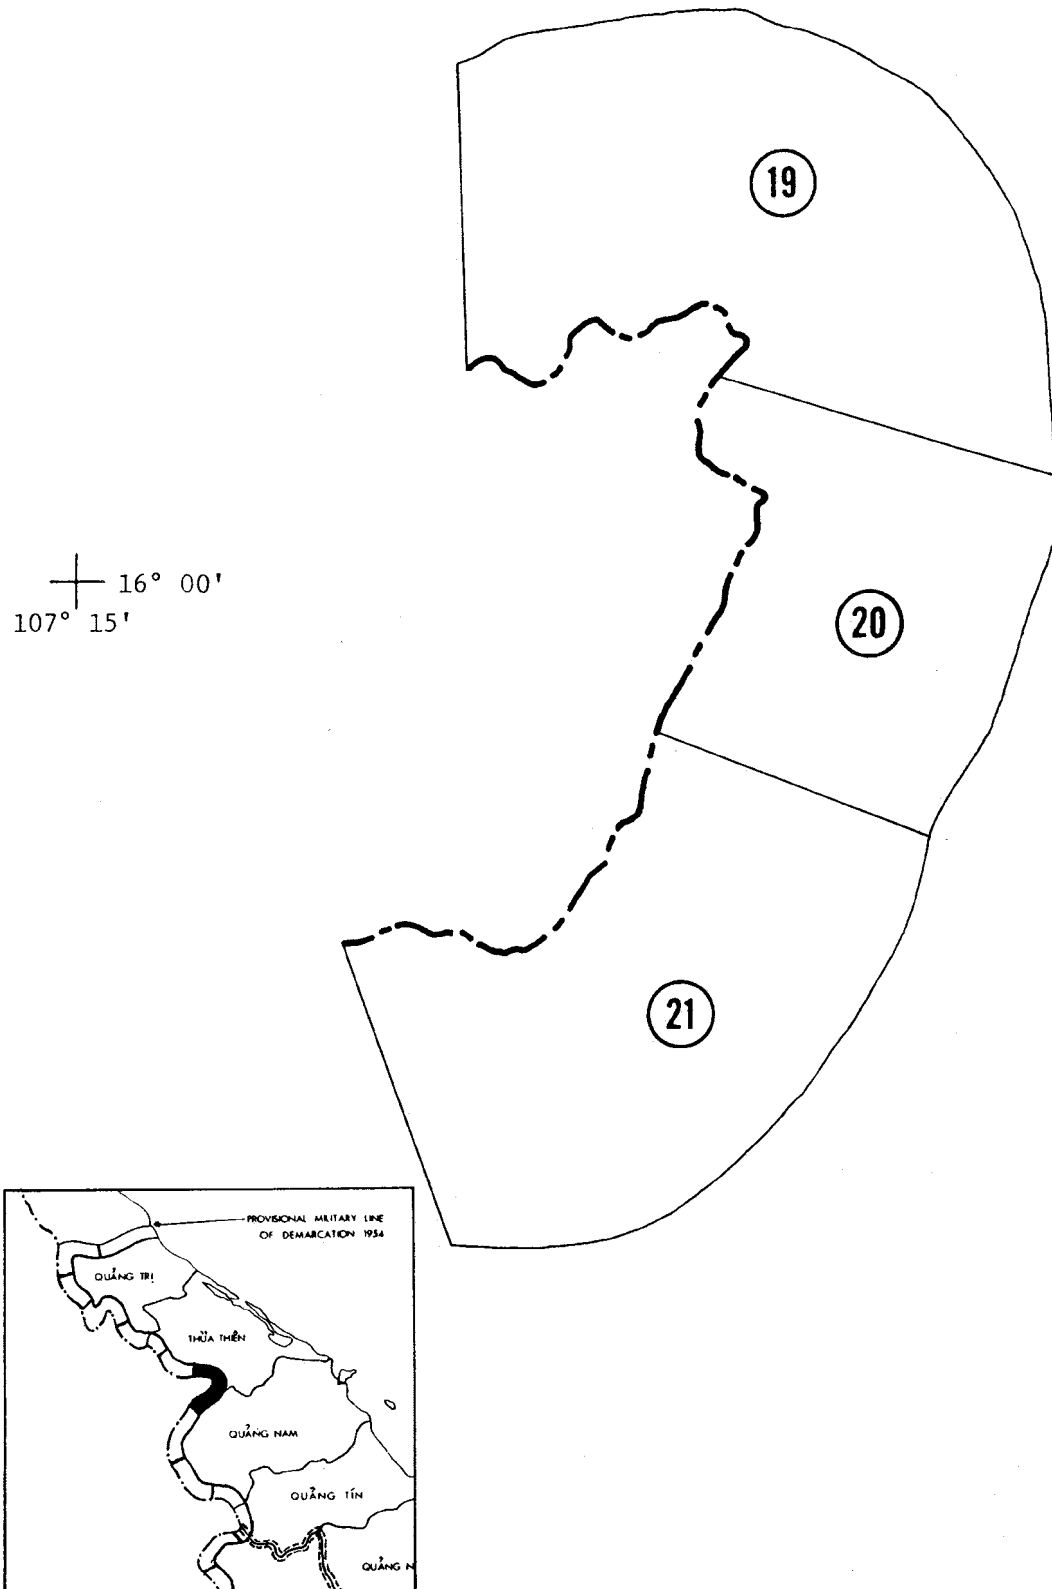 19
16° 00'
107° 15'
20
21
PROVISIONAL MILITARY LINE
OF DEMARCATION 1954
QUẢNG TRỊ
THỪA THIÊN
QUẢNG NAM
QUẢNG TÍN
QUẢNG N